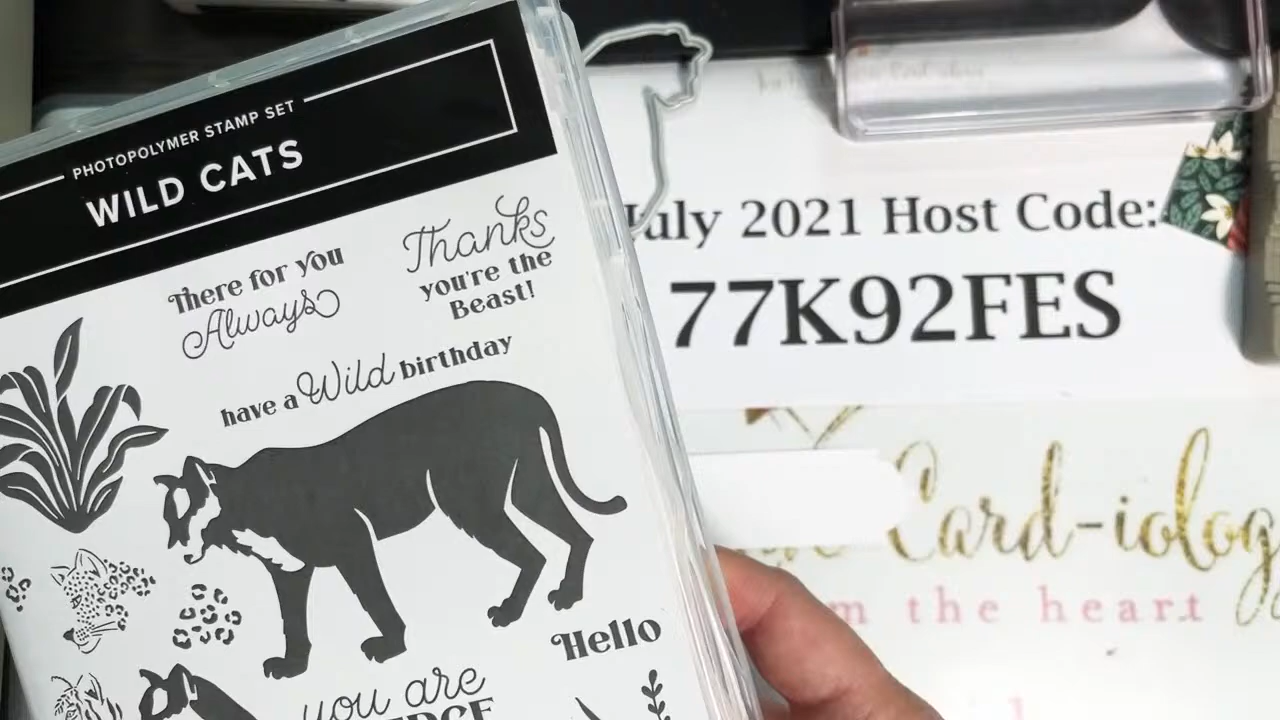 PHOTOPOLYMER STAMP SET
WILD CATS
There for you
Always
Thanks
you're the
Beast!
have a Wild birthday
Hello
you are
July 2021 Host Code:
77K92FES
Card-iolog
the heart